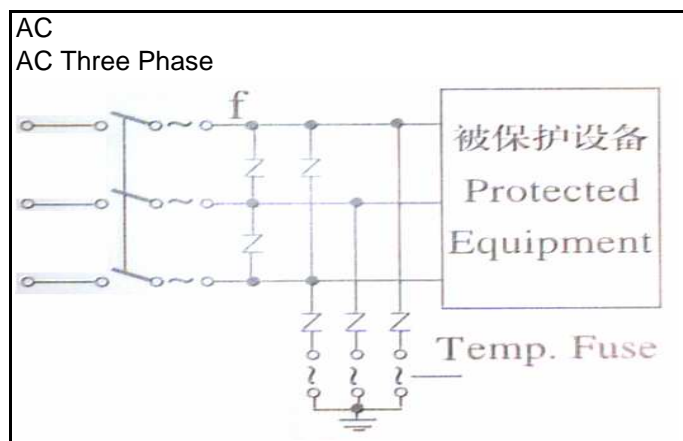 AC
AC Three Phase
f
被保护设备
Protected
Equipment
Temp. Fuse